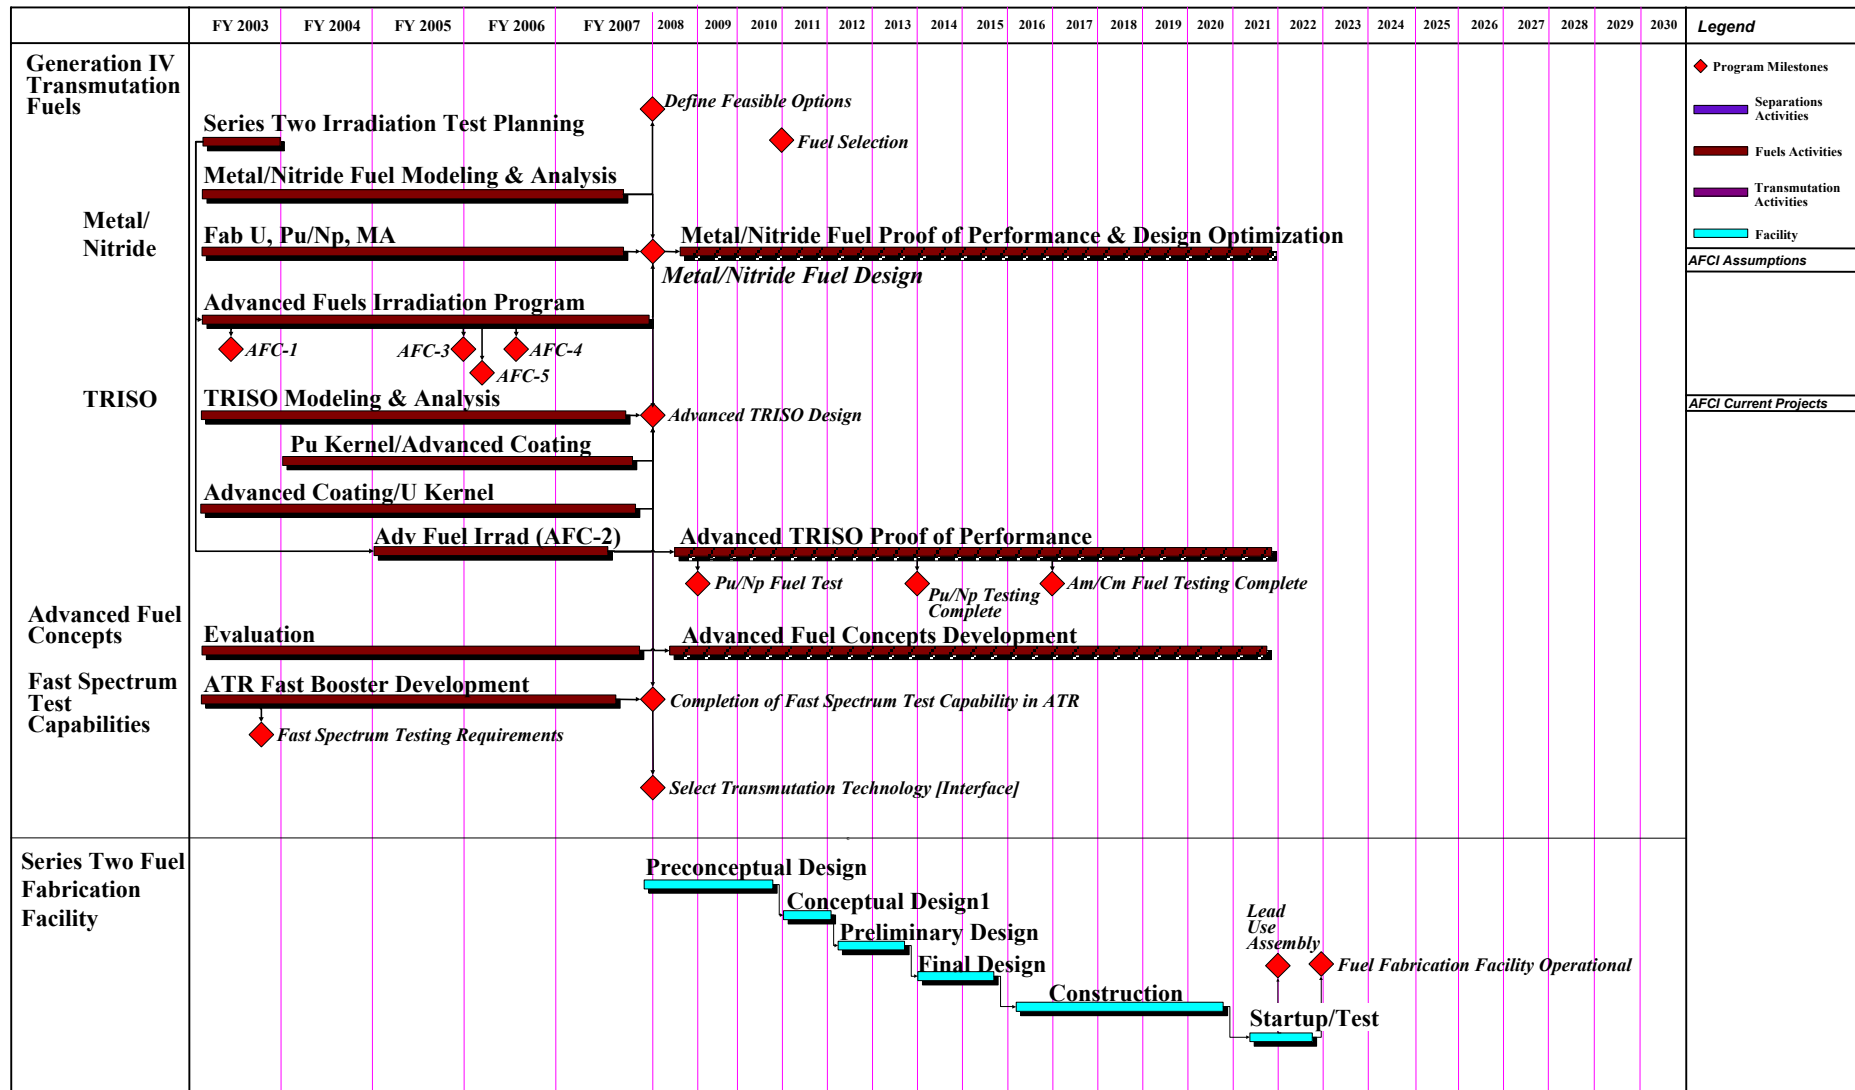 FY 2003 FY 2004 FY 2005 FY 2006 FY 2007 2008 2009 2010 2011 2012 2013 2014 2015 2016 2017 2018 2019 2020 2021 2022 2023 2024 2025 2026 2027 2028 2029 2030
Legend
Program Milestones
Separations
Activities
Fuels Activities
Transmutation
Activities
Facility
AFCI Assumptions
AFCI Current Projects
Generation IV
Transmutation
Fuels
Define Feasible Options
Series Two Irradiation Test Planning
Fuel Selection
Metal/Nitride Fuel Modeling & Analysis
Metal/
Nitride
Fab U, Pu/Np, MA
Metal/Nitride Fuel Proof of Performance & Design Optimization
Metal/Nitride Fuel Design
Advanced Fuels Irradiation Program
AFC-1
AFC-3
AFC-4
AFC-5
TRISO
TRISO Modeling & Analysis
Advanced TRISO Design
Pu Kernel/Advanced Coating
Advanced Coating/U Kernel
Adv Fuel Irrad (AFC-2)
Advanced TRISO Proof of Performance
Pu/Np Fuel Test
Pu/Np Testing
Complete
Am/Cm Fuel Testing Complete
Advanced Fuel
Concepts
Evaluation
Advanced Fuel Concepts Development
Fast Spectrum
Test
Capabilities
ATR Fast Booster Development
Completion of Fast Spectrum Test Capability in ATR
Fast Spectrum Testing Requirements
Select Transmutation Technology [Interface]
Series Two Fuel
Fabrication
Facility
Preconceptual Design
Conceptual Design1
Preliminary Design
Final Design
Construction
Startup/Test
Lead
Use
Assembly
Fuel Fabrication Facility Operational